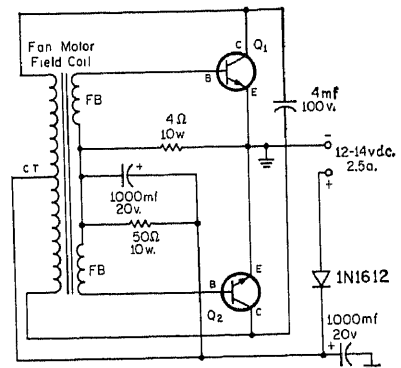 Fan Motor
Field Coil
C
Q1
B
E
FB
4mf
100v.
4Ω
10w
−
12-14vdc.
2.5a.
+
CT
+
1000mf
20v.
50Ω
10w.
FB
1N1612
B
E
Q2
C
1000mf
20v
+